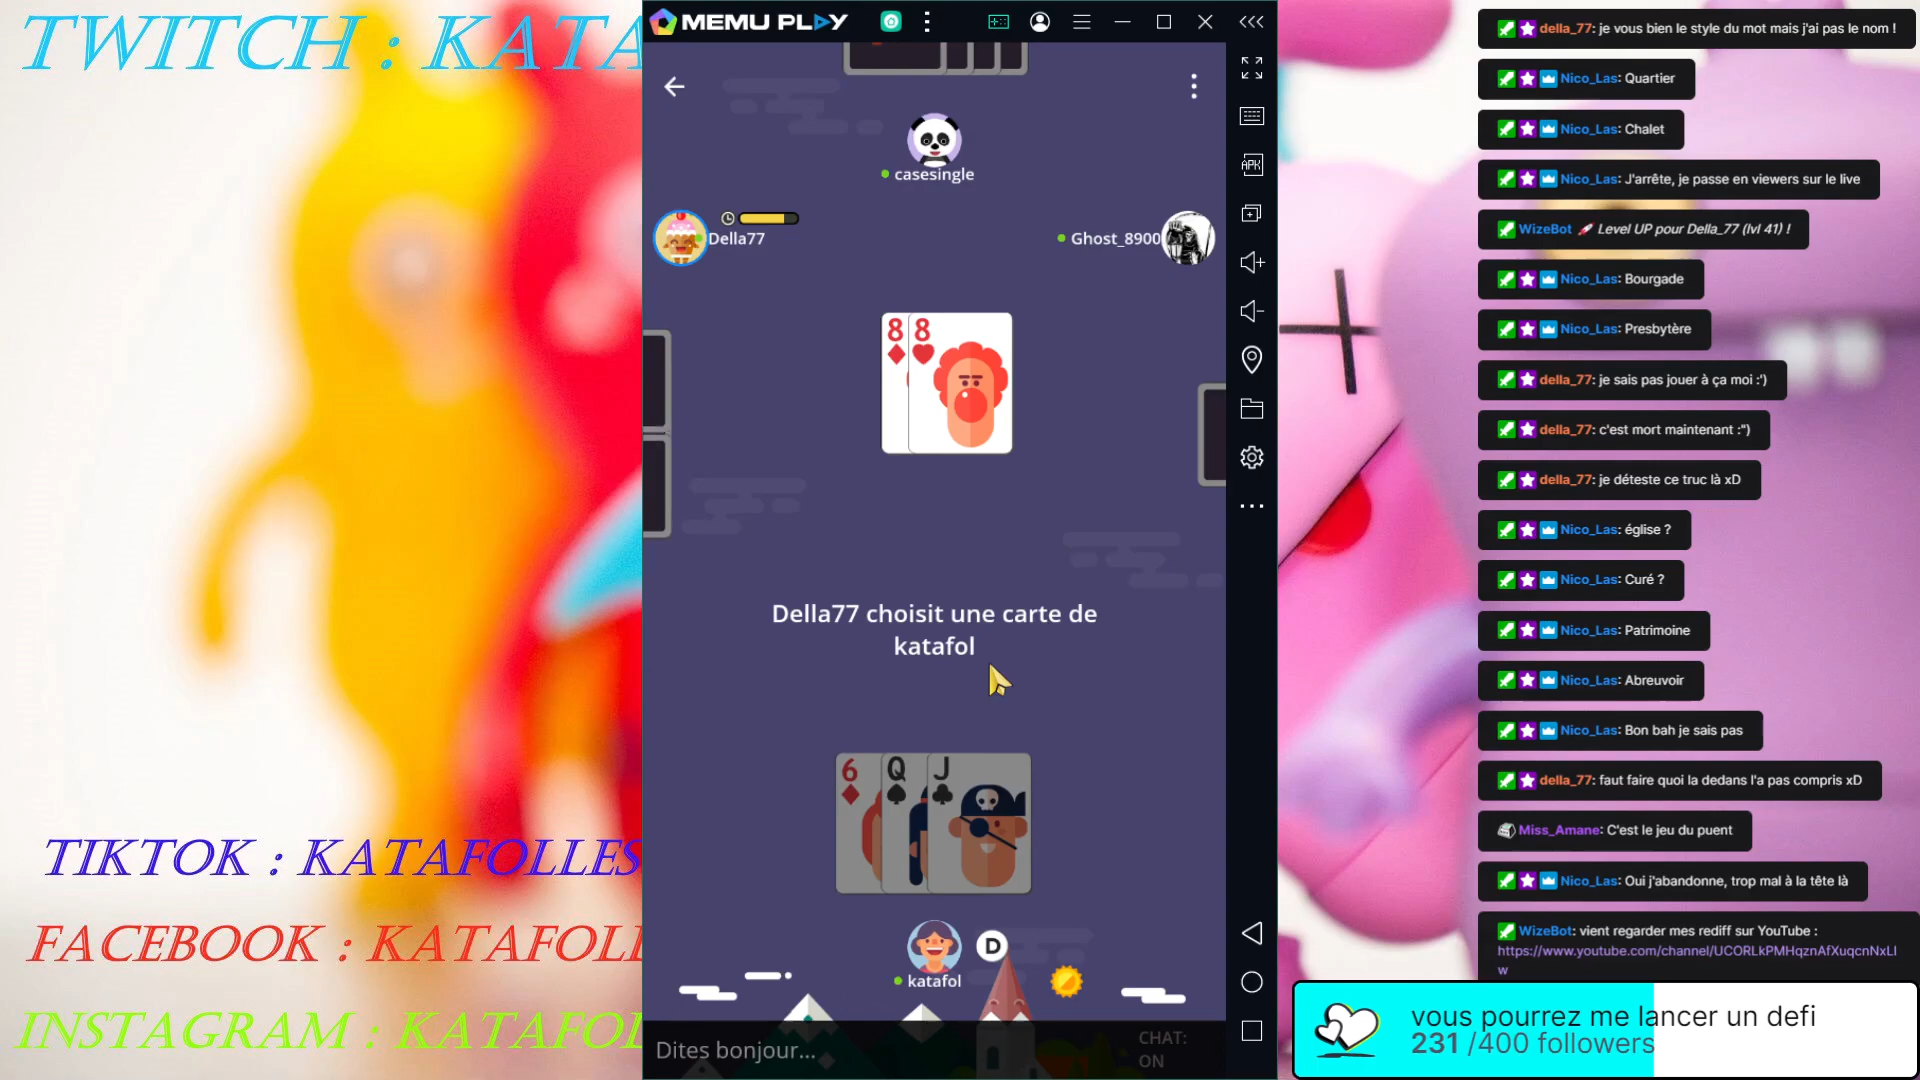 TWITCH : KATA
TIKTOK : KATAFOLLES
FACEBOOK : KATAFOLL
INSTAGRAM : KATAFOL
MEMU PLAY
casesingle
Della77
Ghost_8900
8 8
Della77 choisit une carte de
katafol
6 Q J
D
katafol
Dites bonjour...
CHAT:
ON
APK
della_77: je vous bien le style du mot mais j'ai pas le nom !
Nico_Las: Quartier
Nico_Las: Chalet
Nico_Las: J'arrête, je passe en viewers sur le live
WizeBot 🚀 Level UP pour Della_77 (lvl 41) !
Nico_Las: Bourgade
Nico_Las: Presbytère
della_77: je sais pas jouer à ça moi :')
della_77: c'est mort maintenant :")
della_77: je déteste ce truc là xD
Nico_Las: église ?
Nico_Las: Curé ?
Nico_Las: Patrimoine
Nico_Las: Abreuvoir
Nico_Las: Bon bah je sais pas
della_77: faut faire quoi la dedans l'a pas compris xD
Miss_Amane: C'est le jeu du puent
Nico_Las: Oui j'abandonne, trop mal à la tête là
WizeBot: vient regarder mes rediff sur YouTube :
https://www.youtube.com/channel/UCORLkPMHqznAfXuqcnNxLl
w
vous pourrez me lancer un defi
231 /400 followers